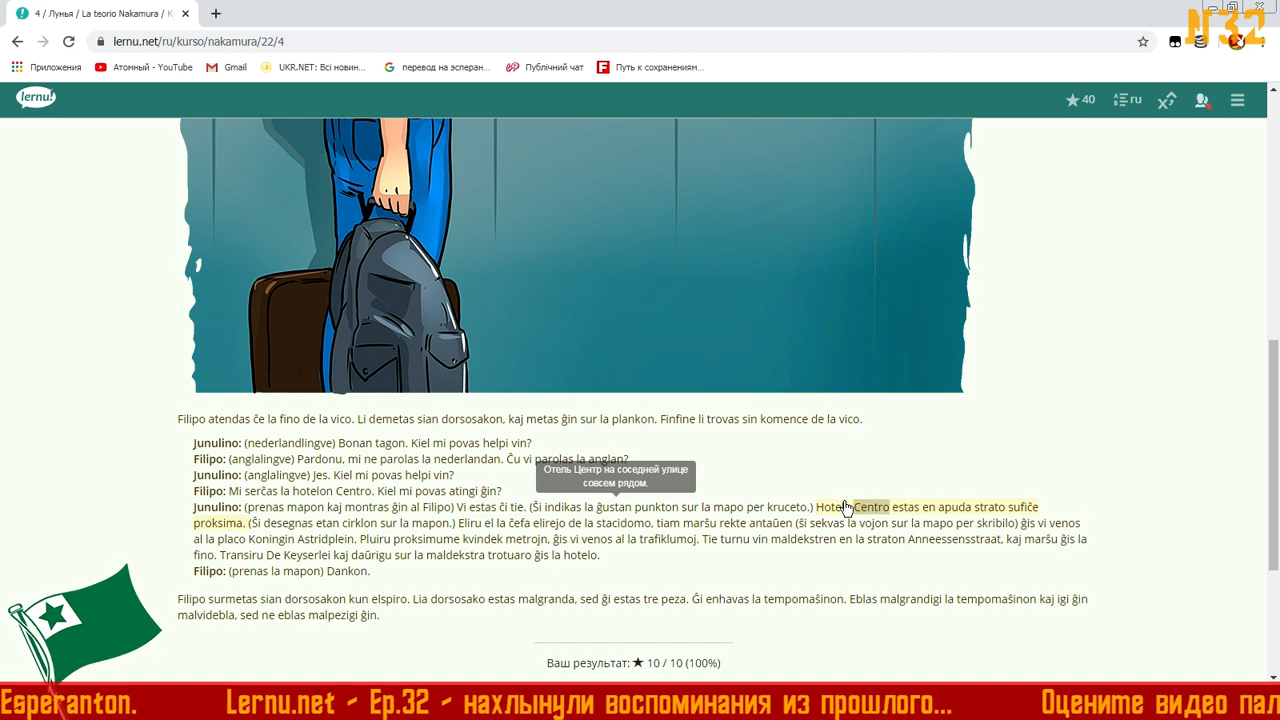 4 / Лунья / La teorio Nakamura / К
N32
lernu.net/ru/kurso/nakamura/22/4
Приложения
Атомный - YouTube
Gmail
UKR.NET: Всі новин...
перевод на эсперан...
Публічний чат
Путь к сохранениям...
lernu!
40
ru
Filipo atendas ĉe la fino de la vico. Li demetas sian dorsosakon, kaj metas ĝin sur la plankon. Finfine li trovas sin komence de la vico.
Junulino: (nederlandlingve) Bonan tagon. Kiel mi povas helpi vin?
Filipo: (anglalingve) Pardonu, mi ne parolas la nederlandan. Ĉu vi parolas la anglan?
Junulino: (anglalingve) Jes. Kiel mi povas helpi vin?
Отель Центр на соседней улице
совсем рядом.
Filipo: Mi serĉas la hotelon Centro. Kiel mi povas atingi ĝin?
Junulino: (prenas mapon kaj montras ĝin al Filipo) Vi estas ĉi tie. (Ŝi indikas la ĝustan punkton sur la mapo per kruceto.) Hotelo Centro estas en apuda strato sufiĉe
proksima. (Ŝi desegnas etan cirklon sur la mapon.) Eliru el la ĉefa elirejo de la stacidomo, tiam marŝu rekte antaŭen (ŝi sekvas la vojon sur la mapo per skribilo) ĝis vi venos
al la placo Koningin Astridplein. Pluiru proksimume kvindek metrojn, ĝis vi venos al la trafiklumoj. Tie turnu vin maldekstren en la straton Anneessensstraat, kaj marŝu ĝis la
fino. Transiru De Keyserlei kaj daŭrigu sur la maldekstra trotuaro ĝis la hotelo.
Filipo: (prenas la mapon) Dankon.
Filipo surmetas sian dorsosakon kun elspiro. Lia dorsosako estas malgranda, sed ĝi estas tre peza. Ĝi enhavas la tempomaŝinon. Eblas malgrandigi la tempomaŝinon kaj igi ĝin
malvidebla, sed ne eblas malpezigi ĝin.
Ваш результат: ★ 10 / 10 (100%)
Esperanton. Lernu.net - Ep.32 - нахлынули воспоминания из прошлого... Оцените видео пал